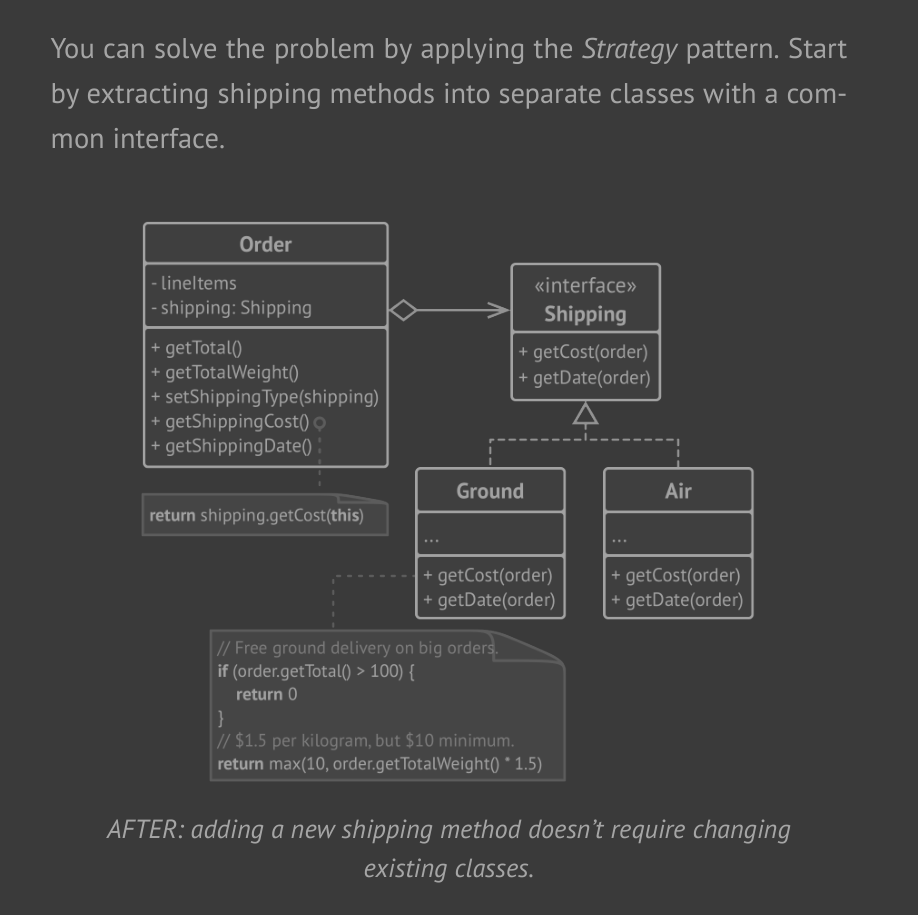 You can solve the problem by applying the Strategy pattern. Start
by extracting shipping methods into separate classes with a com-
mon interface.
Order
- lineItems
- shipping: Shipping
+ getTotal()
+ getTotalWeight()
+ setShippingType(shipping)
+ getShippingCost()
+ getShippingDate()
return shipping.getCost(this)
«interface»
Shipping
+ getCost(order)
+ getDate(order)
Ground
...
+ getCost(order)
+ getDate(order)
Air
...
+ getCost(order)
+ getDate(order)
// Free ground delivery on big orders.
if (order.getTotal() > 100) {
return 0
}
// $1.5 per kilogram, but $10 minimum.
return max(10, order.getTotalWeight() * 1.5)
AFTER: adding a new shipping method doesn’t require changing
existing classes.